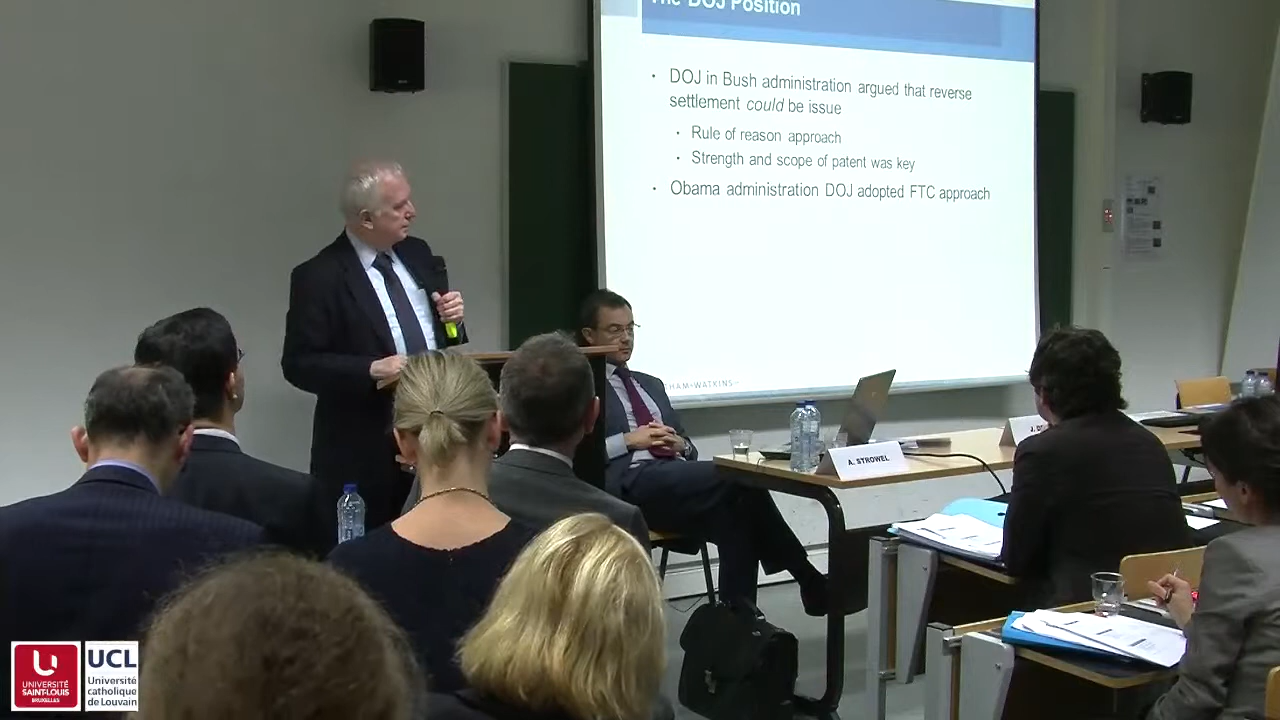 The DOJ Position
· DOJ in Bush administration argued that reverse
settlement could be issue
· Rule of reason approach
· Strength and scope of patent was key
· Obama administration DOJ adopted FTC approach
THAM & WATKINS
A. STROWEL
UNIVERSITÉ
SAINT-LOUIS
BRUXELLES
UCL
Université
catholique
de Louvain